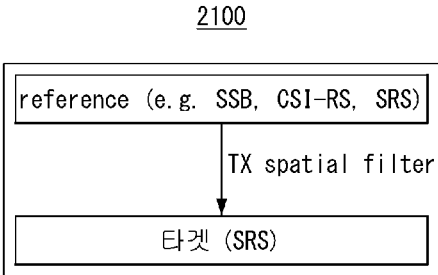 2100
reference (e.g. SSB, CSI-RS, SRS)
TX spatial filter
타겟 (SRS)